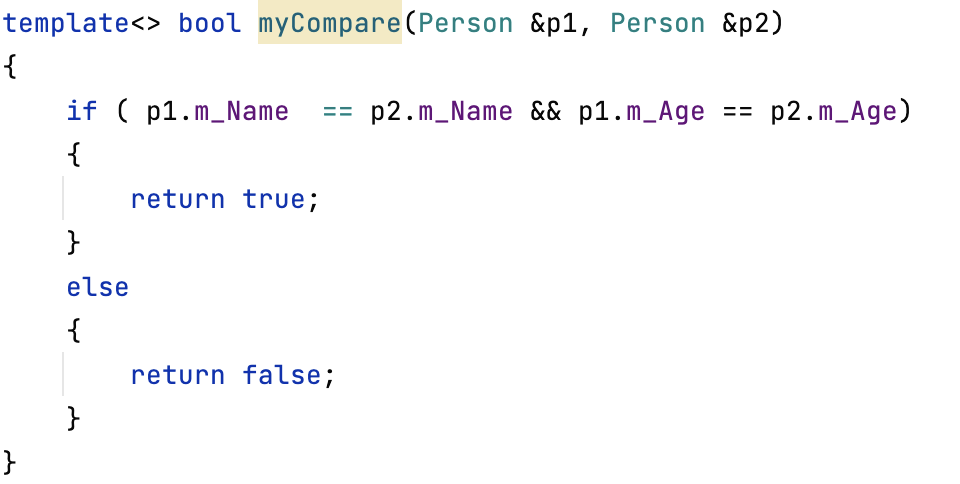 template<> bool myCompare(Person &p1, Person &p2)
{
    if ( p1.m_Name  == p2.m_Name && p1.m_Age == p2.m_Age)
    {
        return true;
    }
    else
    {
        return false;
    }
}